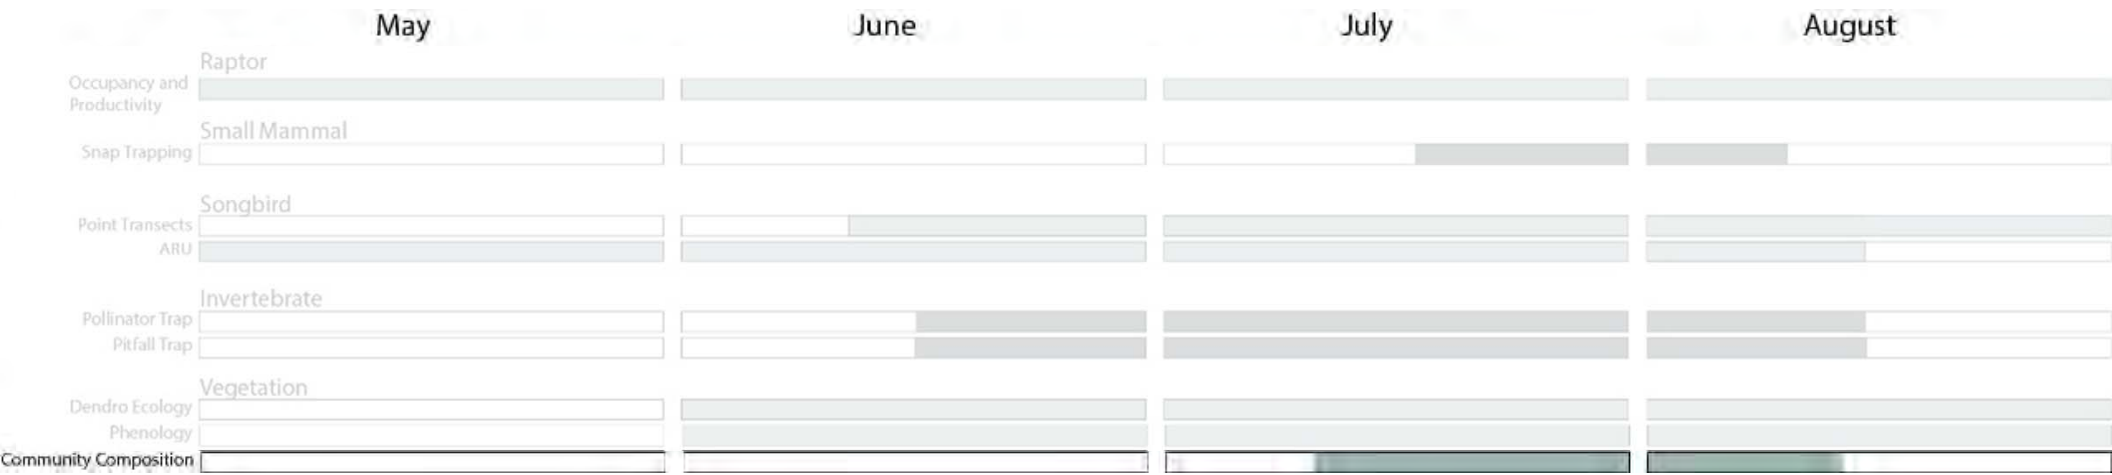 May June July August
Raptor
Occupancy and
Productivity
Small Mammal
Snap Trapping
Songbird
Point Transects
ARU
Invertebrate
Pollinator Trap
Pitfall Trap
Vegetation
Dendro Ecology
Phenology
Community Composition